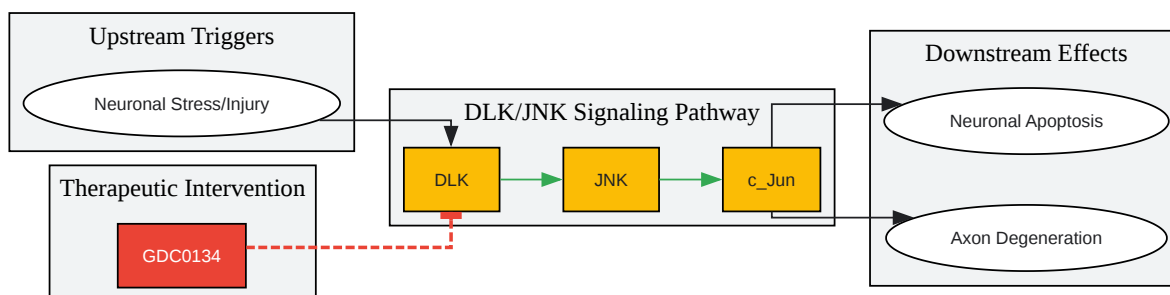 Upstream Triggers
Neuronal Stress/Injury
Therapeutic Intervention
GDC0134
DLK/JNK Signaling Pathway
DLK
JNK
c_Jun
Downstream Effects
Neuronal Apoptosis
Axon Degeneration